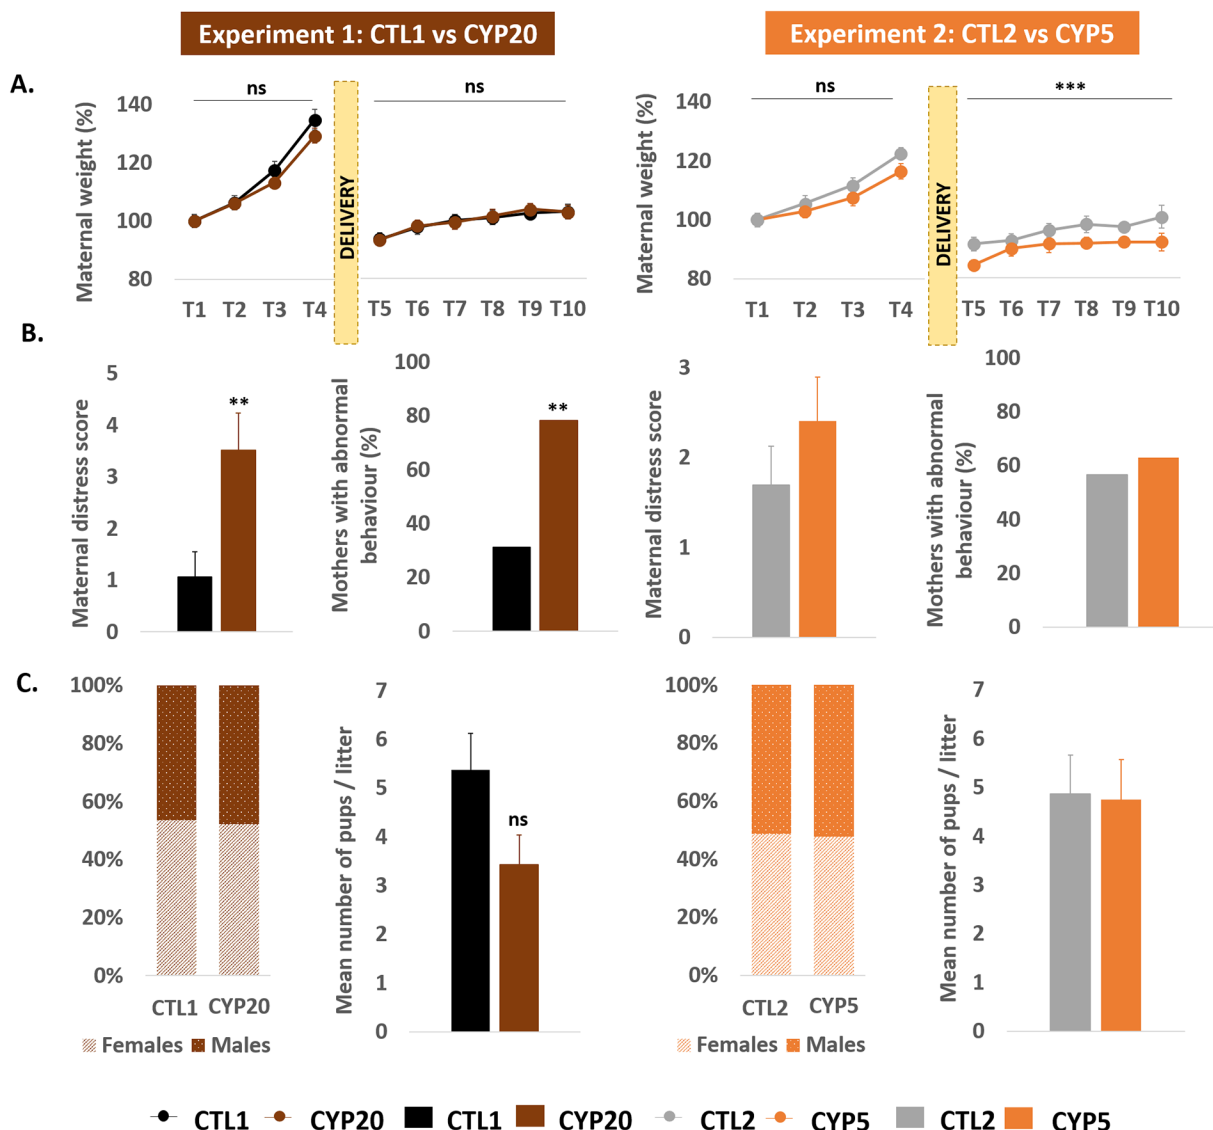 Experiment 1: CTL1 vs CYP20
Experiment 2: CTL2 vs CYP5
A.
Maternal weight (%)
140
120
100
80
ns
DELIVERY
ns
T1 T2 T3 T4 T5 T6 T7 T8 T9 T10
Maternal weight (%)
140
120
100
80
ns
DELIVERY
***
T1 T2 T3 T4 T5 T6 T7 T8 T9 T10
B.
Maternal distress score
5
4
3
2
1
0
**
Mothers with abnormal
behaviour (%)
100
80
60
40
20
0
**
Maternal distress score
3
2
1
0
Mothers with abnormal
behaviour (%)
100
80
60
40
20
0
C.
100%
80%
60%
40%
20%
0%
CTL1 CYP20
Females Males
Mean number of pups / litter
7
6
5
4
3
2
1
0
ns
100%
80%
60%
40%
20%
0%
CTL2 CYP5
Females Males
Mean number of pups / litter
7
6
5
4
3
2
1
0
CTL1 CYP20 CTL1 CYP20 CTL2 CYP5 CTL2 CYP5